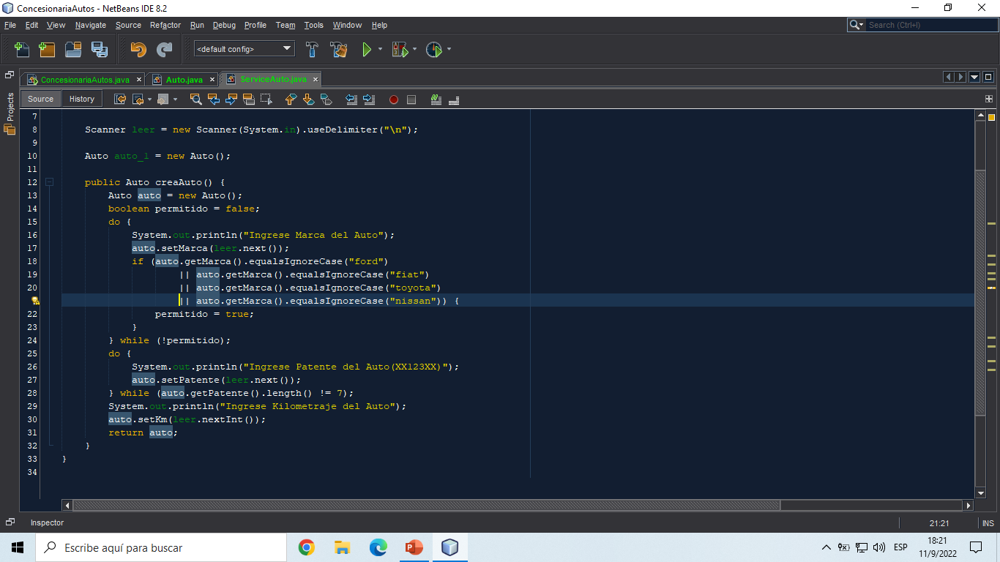 ConcesionariaAutos - NetBeans IDE 8.2
File Edit View Navigate Source Refactor Run Debug Profile Team Tools Window Help
Search (Ctrl+I)
<default config>
ConcesionariaAutos.java Auto.java ServiceAuto.java
Projects
Source History
7
8 Scanner leer = new Scanner(System.in).useDelimiter("\n");
9
10 Auto auto_1 = new Auto();
11
12 public Auto creaAuto() {
13 Auto auto = new Auto();
14 boolean permitido = false;
15 do {
16 System.out.println("Ingrese Marca del Auto");
17 auto.setMarca(leer.next());
18 if (auto.getMarca().equalsIgnoreCase("ford")
19 || auto.getMarca().equalsIgnoreCase("fiat")
20 || auto.getMarca().equalsIgnoreCase("toyota")
|| auto.getMarca().equalsIgnoreCase("nissan")) {
22 permitido = true;
23 }
24 } while (!permitido);
25 do {
26 System.out.println("Ingrese Patente del Auto(XX123XX)");
27 auto.setPatente(leer.next());
28 } while (auto.getPatente().length() != 7);
29 System.out.println("Ingrese Kilometraje del Auto");
30 auto.setKm(leer.nextInt());
31 return auto;
32 }
33 }
34
Inspector
21:21 INS
Escribe aquí para buscar
ESP
18:21
11/9/2022